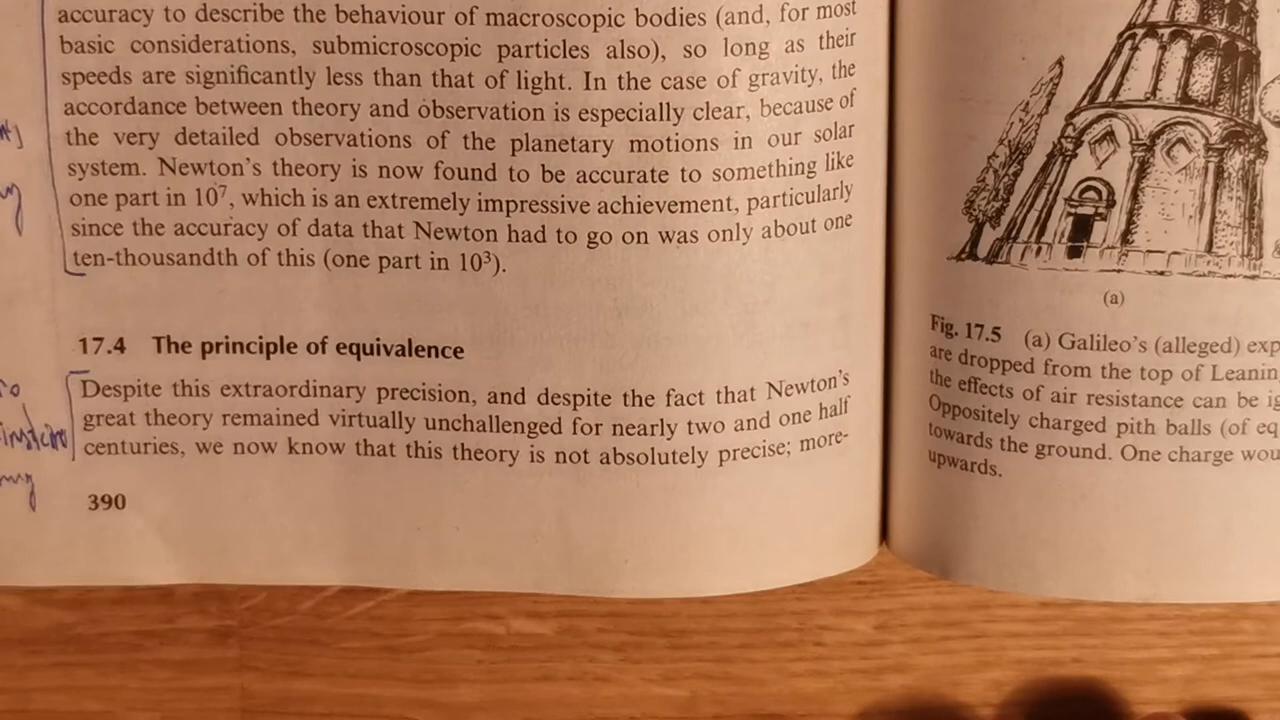 accuracy to describe the behaviour of macroscopic bodies (and, for most
basic considerations, submicroscopic particles also), so long as their
speeds are significantly less than that of light. In the case of gravity, the
accordance between theory and observation is especially clear, because of
the very detailed observations of the planetary motions in our solar
system. Newton's theory is now found to be accurate to something like
one part in 10⁷, which is an extremely impressive achievement, particularly
since the accuracy of data that Newton had to go on was only about one
ten-thousandth of this (one part in 10³).
17.4 The principle of equivalence
Despite this extraordinary precision, and despite the fact that Newton's
great theory remained virtually unchallenged for nearly two and one half
centuries, we now know that this theory is not absolutely precise; more-
390
(a)
Fig. 17.5 (a) Galileo's (alleged) exp
are dropped from the top of Leanin
the effects of air resistance can be ig
Oppositely charged pith balls (of eq
towards the ground. One charge wou
upwards.